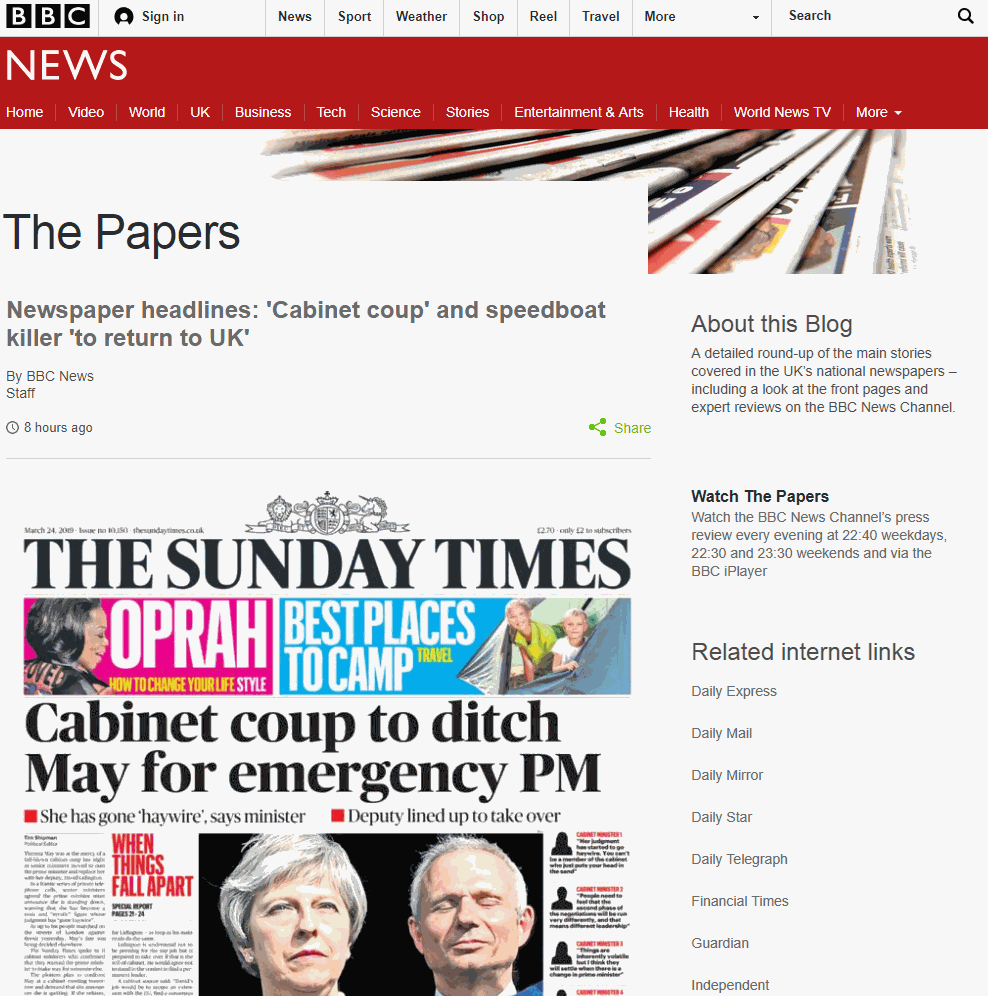 BBC
Sign in
News
Sport
Weather
Shop
Reel
Travel
More
Search
NEWS
Home
Video
World
UK
Business
Tech
Science
Stories
Entertainment & Arts
Health
World News TV
More
The Papers
Newspaper headlines: 'Cabinet coup' and speedboat
killer 'to return to UK'
By BBC News
Staff
8 hours ago
Share
March 24, 2019 · Issue no 10,150 · thesundaytimes.co.uk
£2.70 · only £2 to subscribers
THE SUNDAY TIMES
OPRAH
HOW TO CHANGE YOUR LIFE STYLE
BEST PLACES
TO CAMP
TRAVEL
Cabinet coup to ditch
May for emergency PM
She has gone 'haywire', says minister
Deputy lined up to take over
Tim Shipman
Political Editor
WHEN
THINGS
FALL APART
SPECIAL REPORT
PAGES 21 - 24
CABINET MINISTER 1
"Her judgment
has started to go
haywire. You can't
be a member of the cabinet
who just puts your head in
the sand"
CABINET MINISTER 2
"People need to
feel that the
second phase of
the negotiations will be run
very differently, and that
means different leadership"
CABINET MINISTER 3
"Things are
inherently volatile
but I think they
will settle when there is a
change in prime minister"
CABINET MINISTER 4
About this Blog
A detailed round-up of the main stories
covered in the UK's national newspapers –
including a look at the front pages and
expert reviews on the BBC News Channel.
Watch The Papers
Watch the BBC News Channel's press
review every evening at 22:40 weekdays,
22:30 and 23:30 weekends and via the
BBC iPlayer
Related internet links
Daily Express
Daily Mail
Daily Mirror
Daily Star
Daily Telegraph
Financial Times
Guardian
Independent